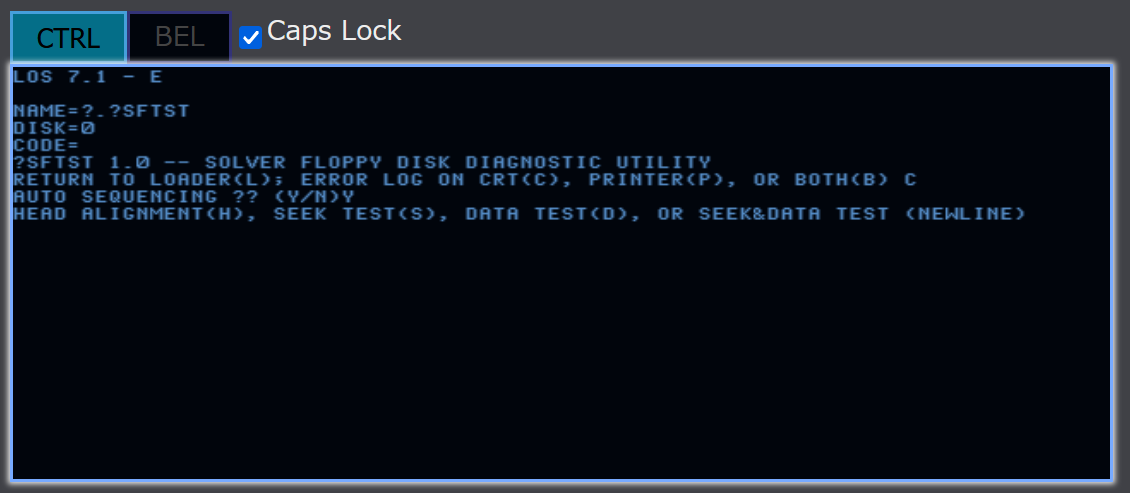 CTRL BEL Caps Lock
LOS 7.1 - E
NAME=?.?SFTST
DISK=0
CODE=
?SFTST 1.0 -- SOLVER FLOPPY DISK DIAGNOSTIC UTILITY
RETURN TO LOADER(L); ERROR LOG ON CRT(C), PRINTER(P), OR BOTH(B) C
AUTO SEQUENCING ?? (Y/N)Y
HEAD ALIGNMENT(H), SEEK TEST(S), DATA TEST(D), OR SEEK&DATA TEST (NEWLINE)